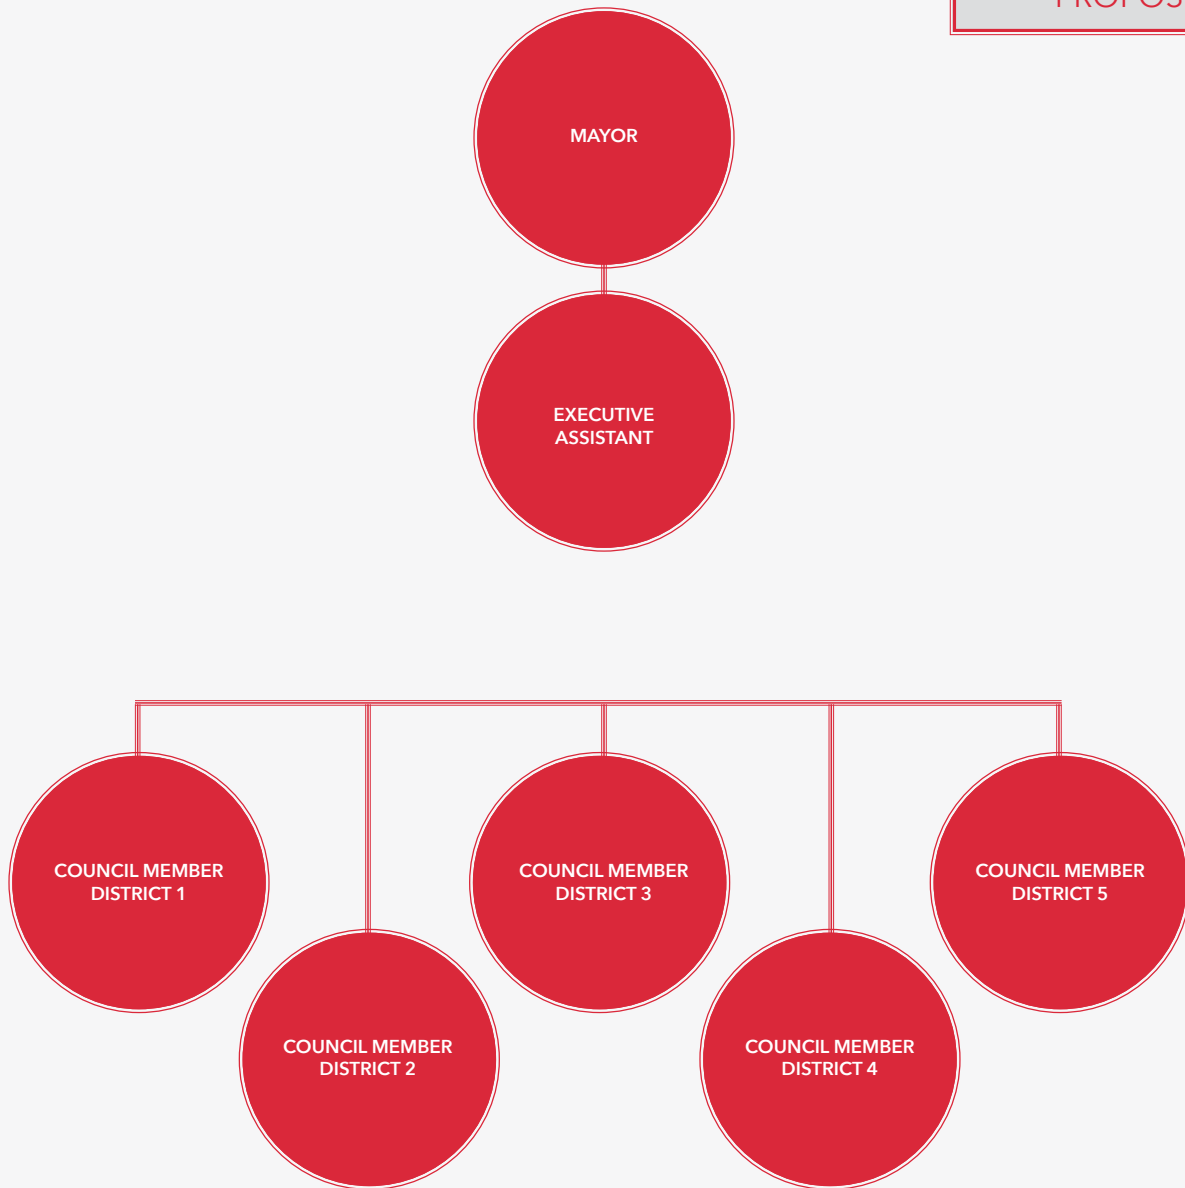 MAYOR
EXECUTIVE
ASSISTANT
COUNCIL MEMBER
DISTRICT 1
COUNCIL MEMBER
DISTRICT 3
COUNCIL MEMBER
DISTRICT 5
COUNCIL MEMBER
DISTRICT 2
COUNCIL MEMBER
DISTRICT 4